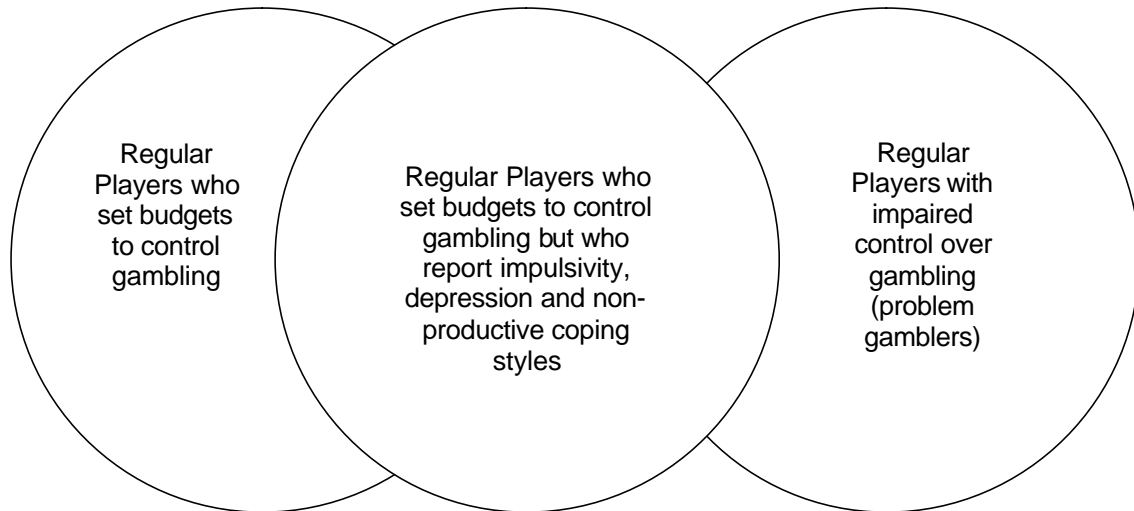 Regular
Players who
set budgets
to control
gambling
Regular Players who
set budgets to control
gambling but who
report impulsivity,
depression and non-
productive coping
styles
Regular
Players with
impaired
control over
gambling
(problem
gamblers)